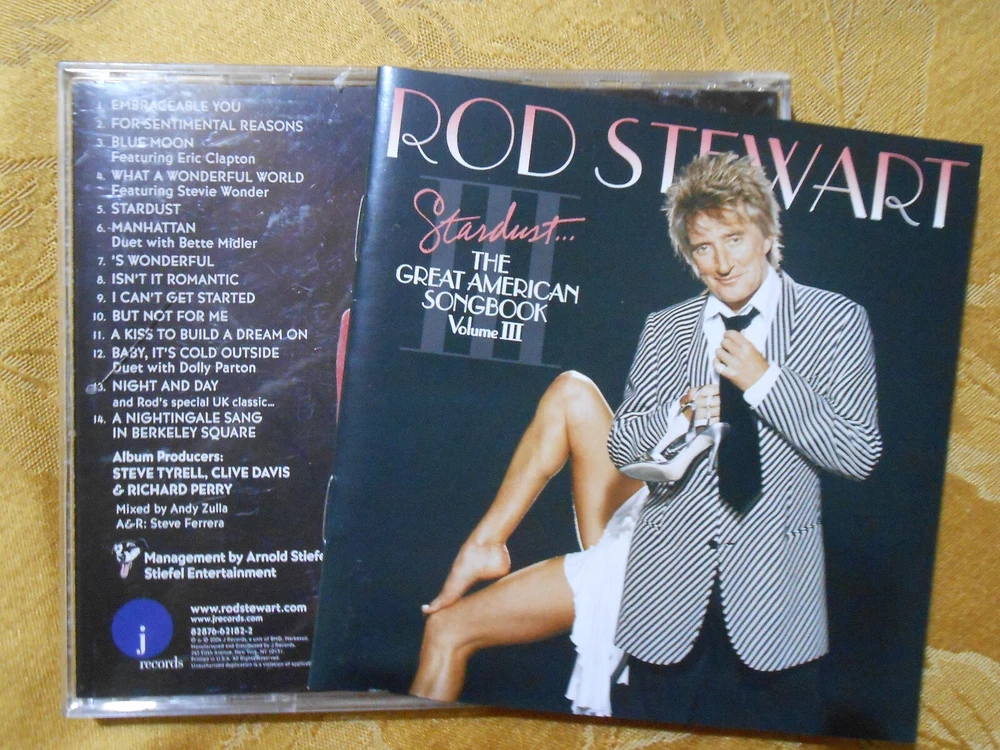 1. EMBRACEABLE YOU
2. FOR SENTIMENTAL REASONS
3. BLUE MOON
Featuring Eric Clapton
4. WHAT A WONDERFUL WORLD
Featuring Stevie Wonder
5. STARDUST
6. MANHATTAN
Duet with Bette Midler
7. 'S WONDERFUL
8. ISN'T IT ROMANTIC
9. I CAN'T GET STARTED
10. BUT NOT FOR ME
11. A KISS TO BUILD A DREAM ON
12. BABY, IT'S COLD OUTSIDE
Duet with Dolly Parton
13. NIGHT AND DAY
and Rod's special UK classic...
14. A NIGHTINGALE SANG
IN BERKELEY SQUARE
Album Producers:
STEVE TYRELL, CLIVE DAVIS
& RICHARD PERRY
Mixed by Andy Zulla
A&R: Steve Ferrera
Management by Arnold Stiefe
Stiefel Entertainment
j
records
www.rodstewart.com
www.jrecords.com
82876-62182-2
ROD STEWART
III
Stardust...
THE
GREAT AMERICAN
SONGBOOK
Volume III